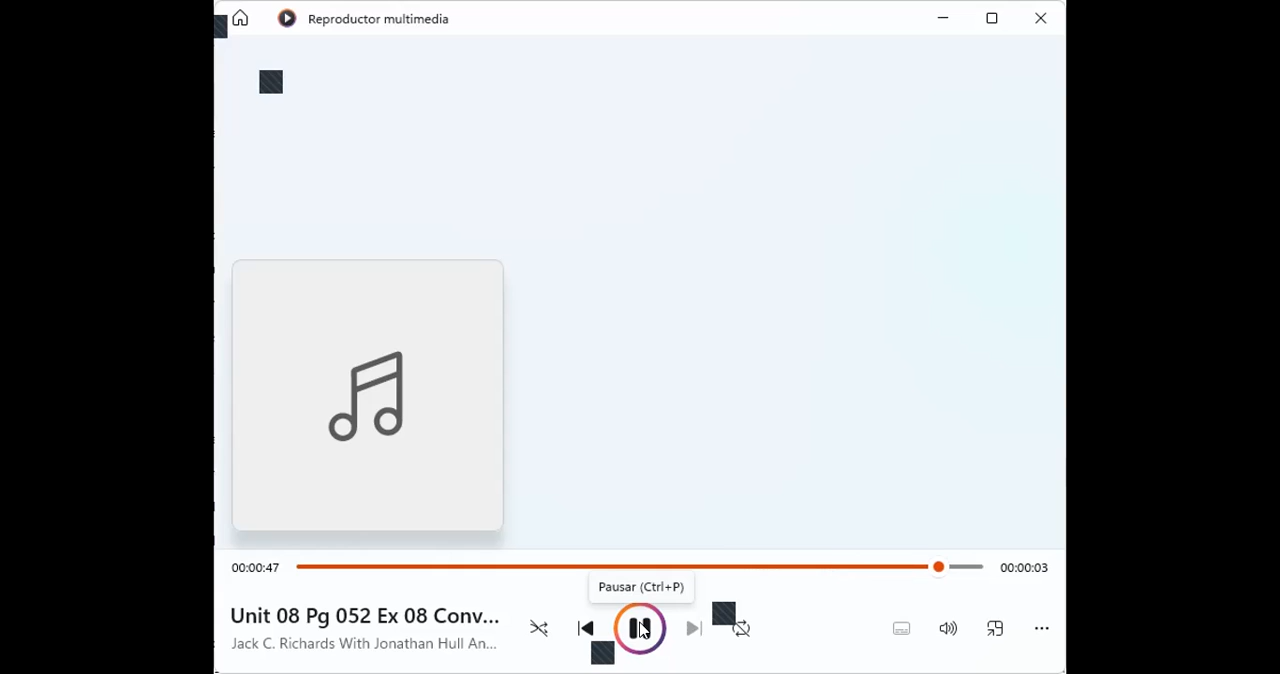 Reproductor multimedia
00:00:47
00:00:03
Pausar (Ctrl+P)
Unit 08 Pg 052 Ex 08 Conv...
Jack C. Richards With Jonathan Hull An...